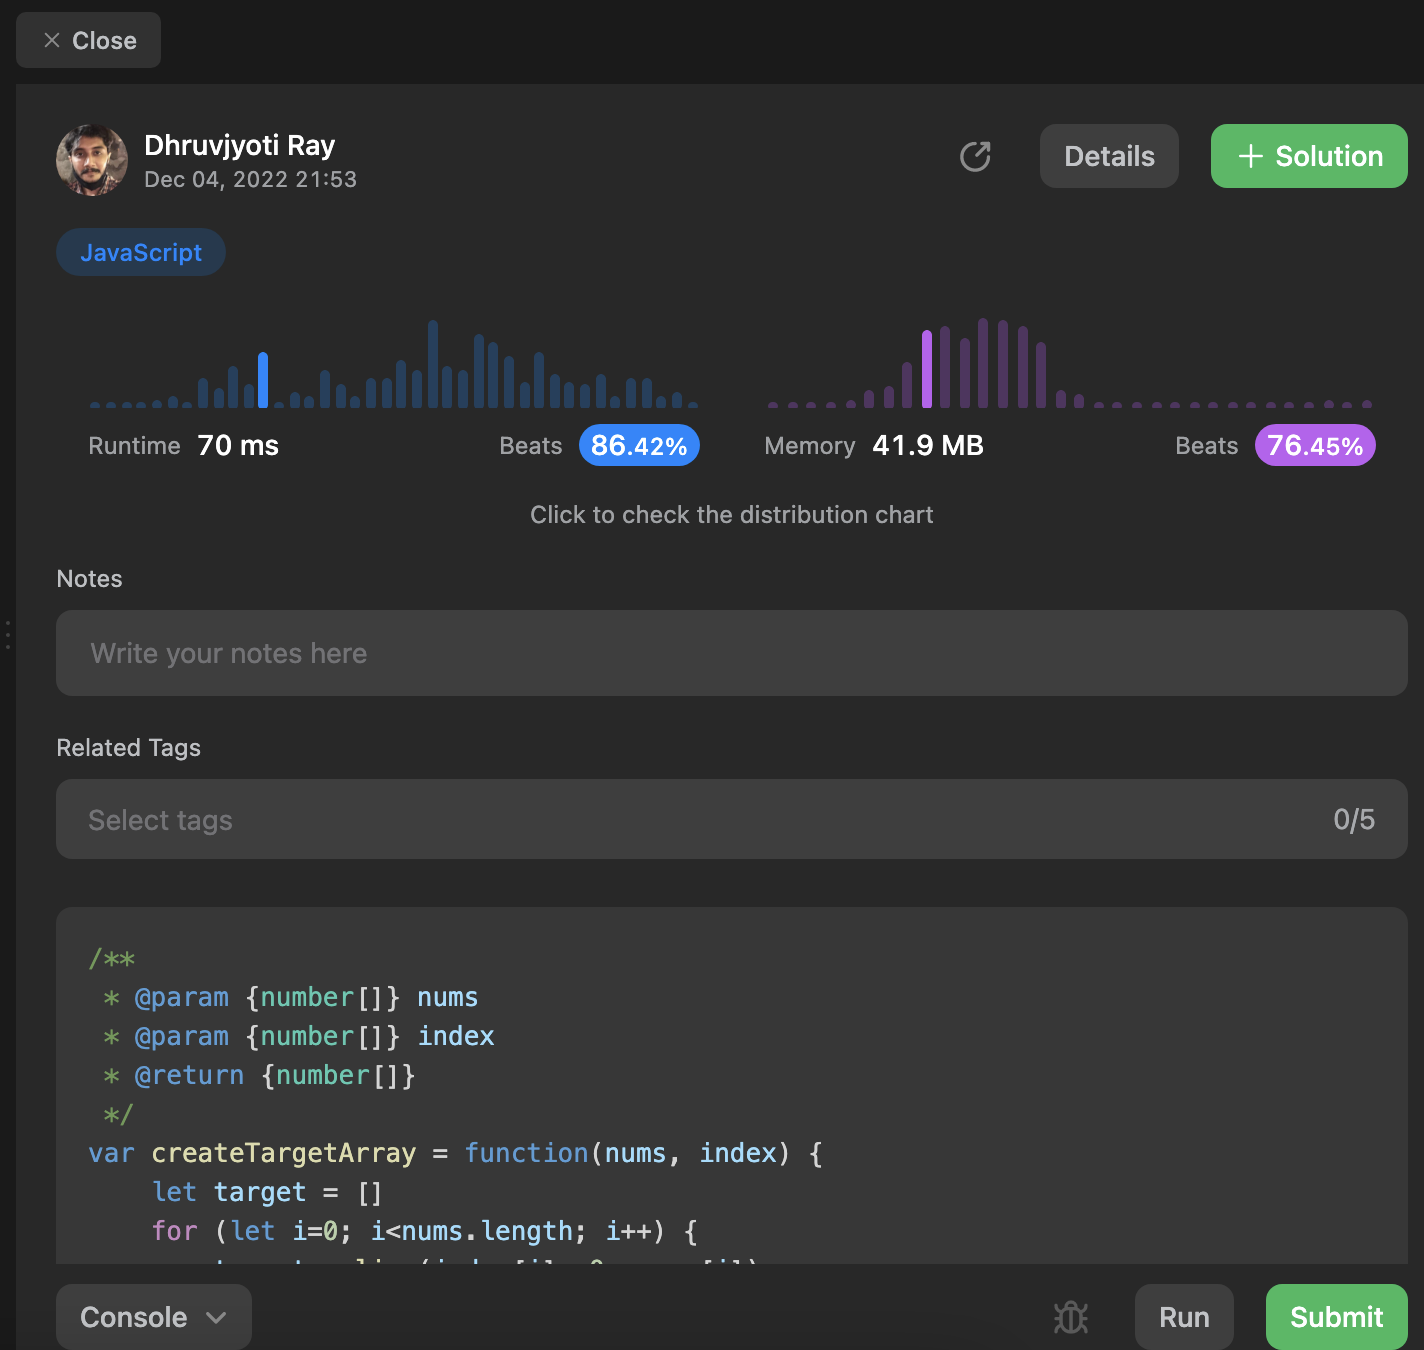 Close
Dhruvjyoti Ray
Dec 04, 2022 21:53
Details
+ Solution
JavaScript
Runtime 70 ms Beats 86.42%
Memory 41.9 MB Beats 76.45%
Click to check the distribution chart
Notes
Write your notes here
Related Tags
Select tags 0/5
/**
 * @param {number[]} nums
 * @param {number[]} index
 * @return {number[]}
 */
var createTargetArray = function(nums, index) {
    let target = []
    for (let i=0; i<nums.length; i++) {
Console
Run
Submit